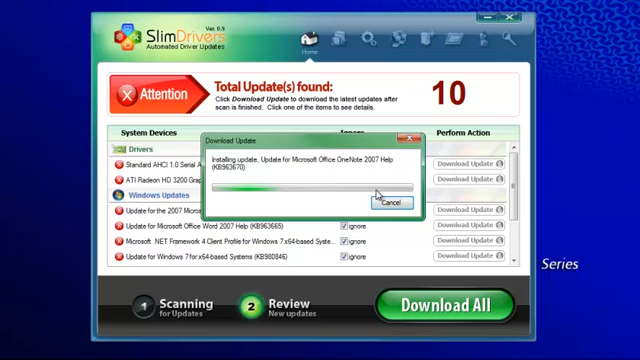 SlimDrivers
Ver. 0.5
Automated Driver Updates
Home
Attention
Total Update(s) found:
Click Download Update to download the latest updates after
scan is finished. Click one of the items to see details.
10
System Devices
Ignore
Perform Action
Drivers
Standard AHCI 1.0 Serial A
Download Update
ATI Radeon HD 3200 Grap
Download Update
Windows Updates
Update for the 2007 Micros
Download Update
Update for Microsoft Office Word 2007 Help (KB963665)
ignore
Download Update
Microsoft .NET Framework 4 Client Profile for Windows 7 x64-based Syste...
ignore
Download Update
Update for Windows 7 for x64-based Systems (KB980846)
ignore
Download Update
Download Update
Installing update, Update for Microsoft Office OneNote 2007 Help
(KB963670)
Cancel
Series
1
Scanning
for Updates
2
Review
New updates
Download All